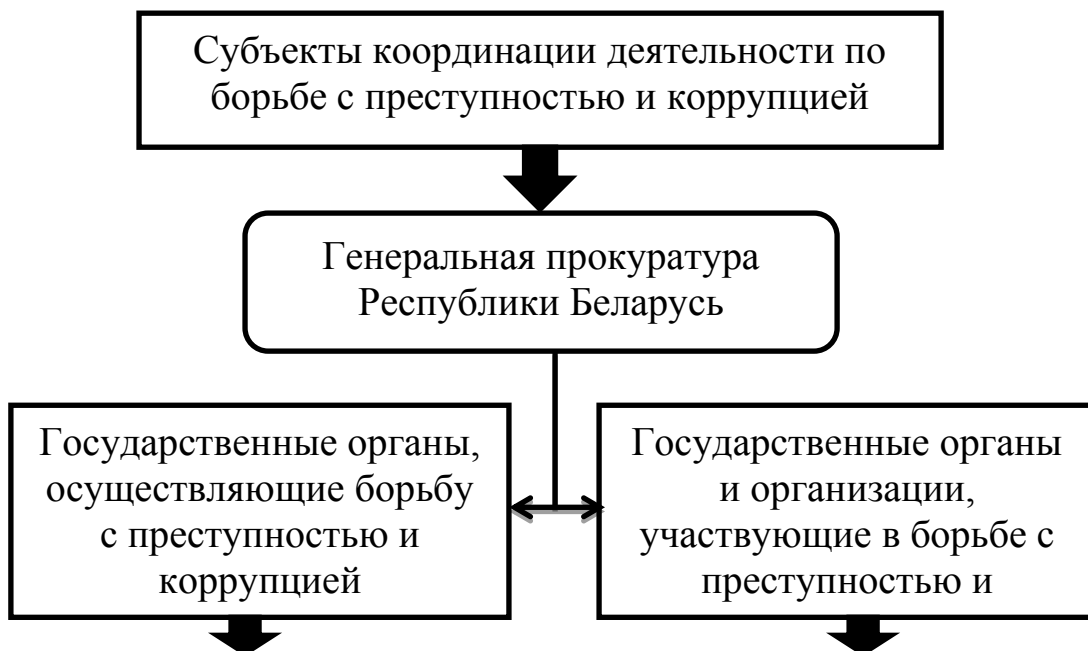 Субъекты координации деятельности по
борьбе с преступностью и коррупцией
Генеральная прокуратура
Республики Беларусь
Государственные органы,
осуществляющие борьбу
с преступностью и
коррупцией
Государственные органы
и организации,
участвующие в борьбе с
преступностью и